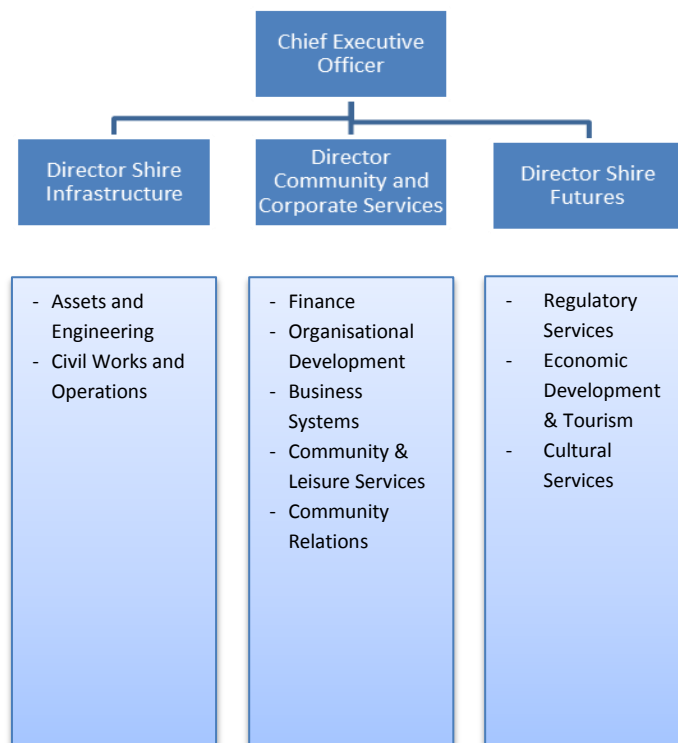 Chief Executive
Officer
Director Shire
Infrastructure
Director
Community and
Corporate Services
Director Shire
Futures
- Assets and
Engineering
- Civil Works and
Operations
- Finance
- Organisational
Development
- Business
Systems
- Community &
Leisure Services
- Community
Relations
- Regulatory
Services
- Economic
Development
& Tourism
- Cultural
Services